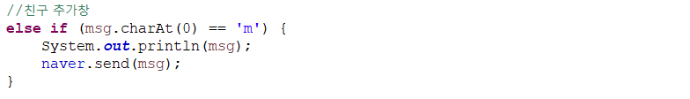 //친구 추가창
else if (msg.charAt(0) == 'm') {
    System.out.println(msg);
    naver.send(msg);
}